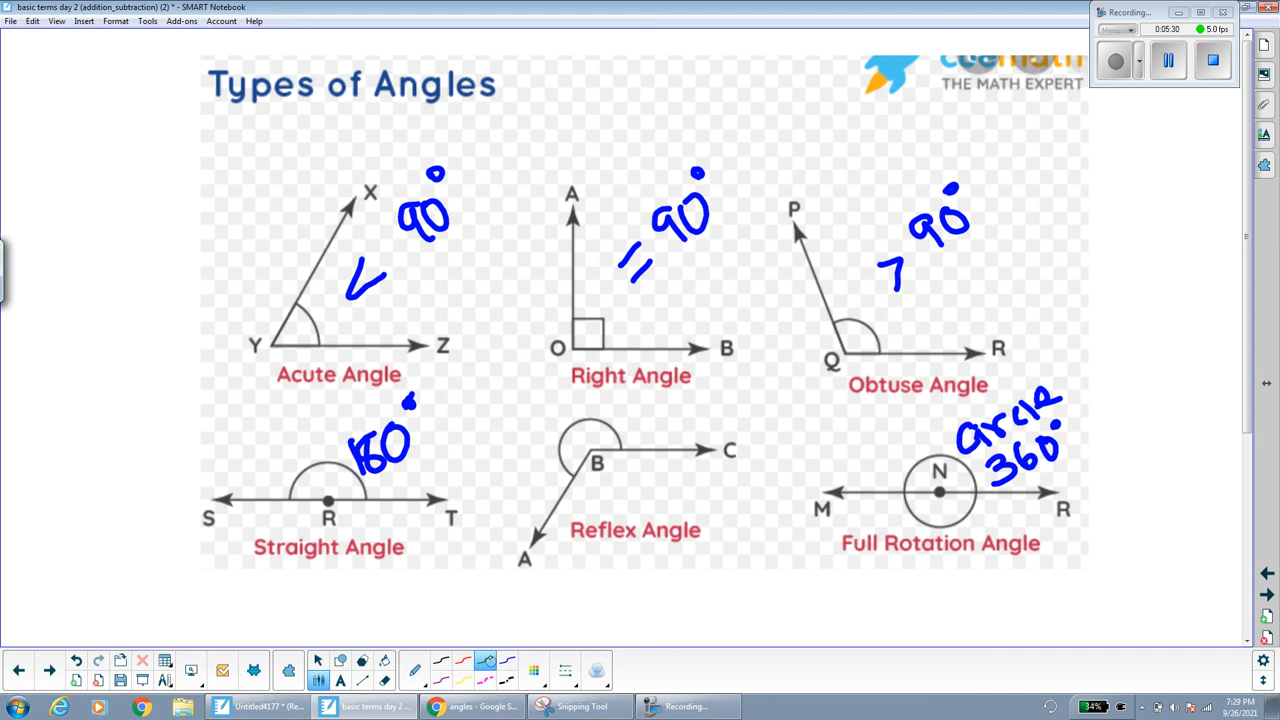 basic terms day 2 (addition_subtraction) (2) * - SMART Notebook
File Edit View Insert Format Tools Add-ons Account Help
Recording...
Menu
0:05:30
5.0 fps
Types of Angles
THE MATH EXPERT
X
< 90°
Y
Z
Acute Angle
A
= 90°
O
B
Right Angle
P
> 90°
Q
R
Obtuse Angle
180°
S
R
T
Straight Angle
B
C
A
Reflex Angle
circle
360°
N
M
R
Full Rotation Angle
Untitled4177 * (Re...
basic terms day 2 ...
angles - Google S...
Snipping Tool
Recording...
34%
7:29 PM
9/26/2021